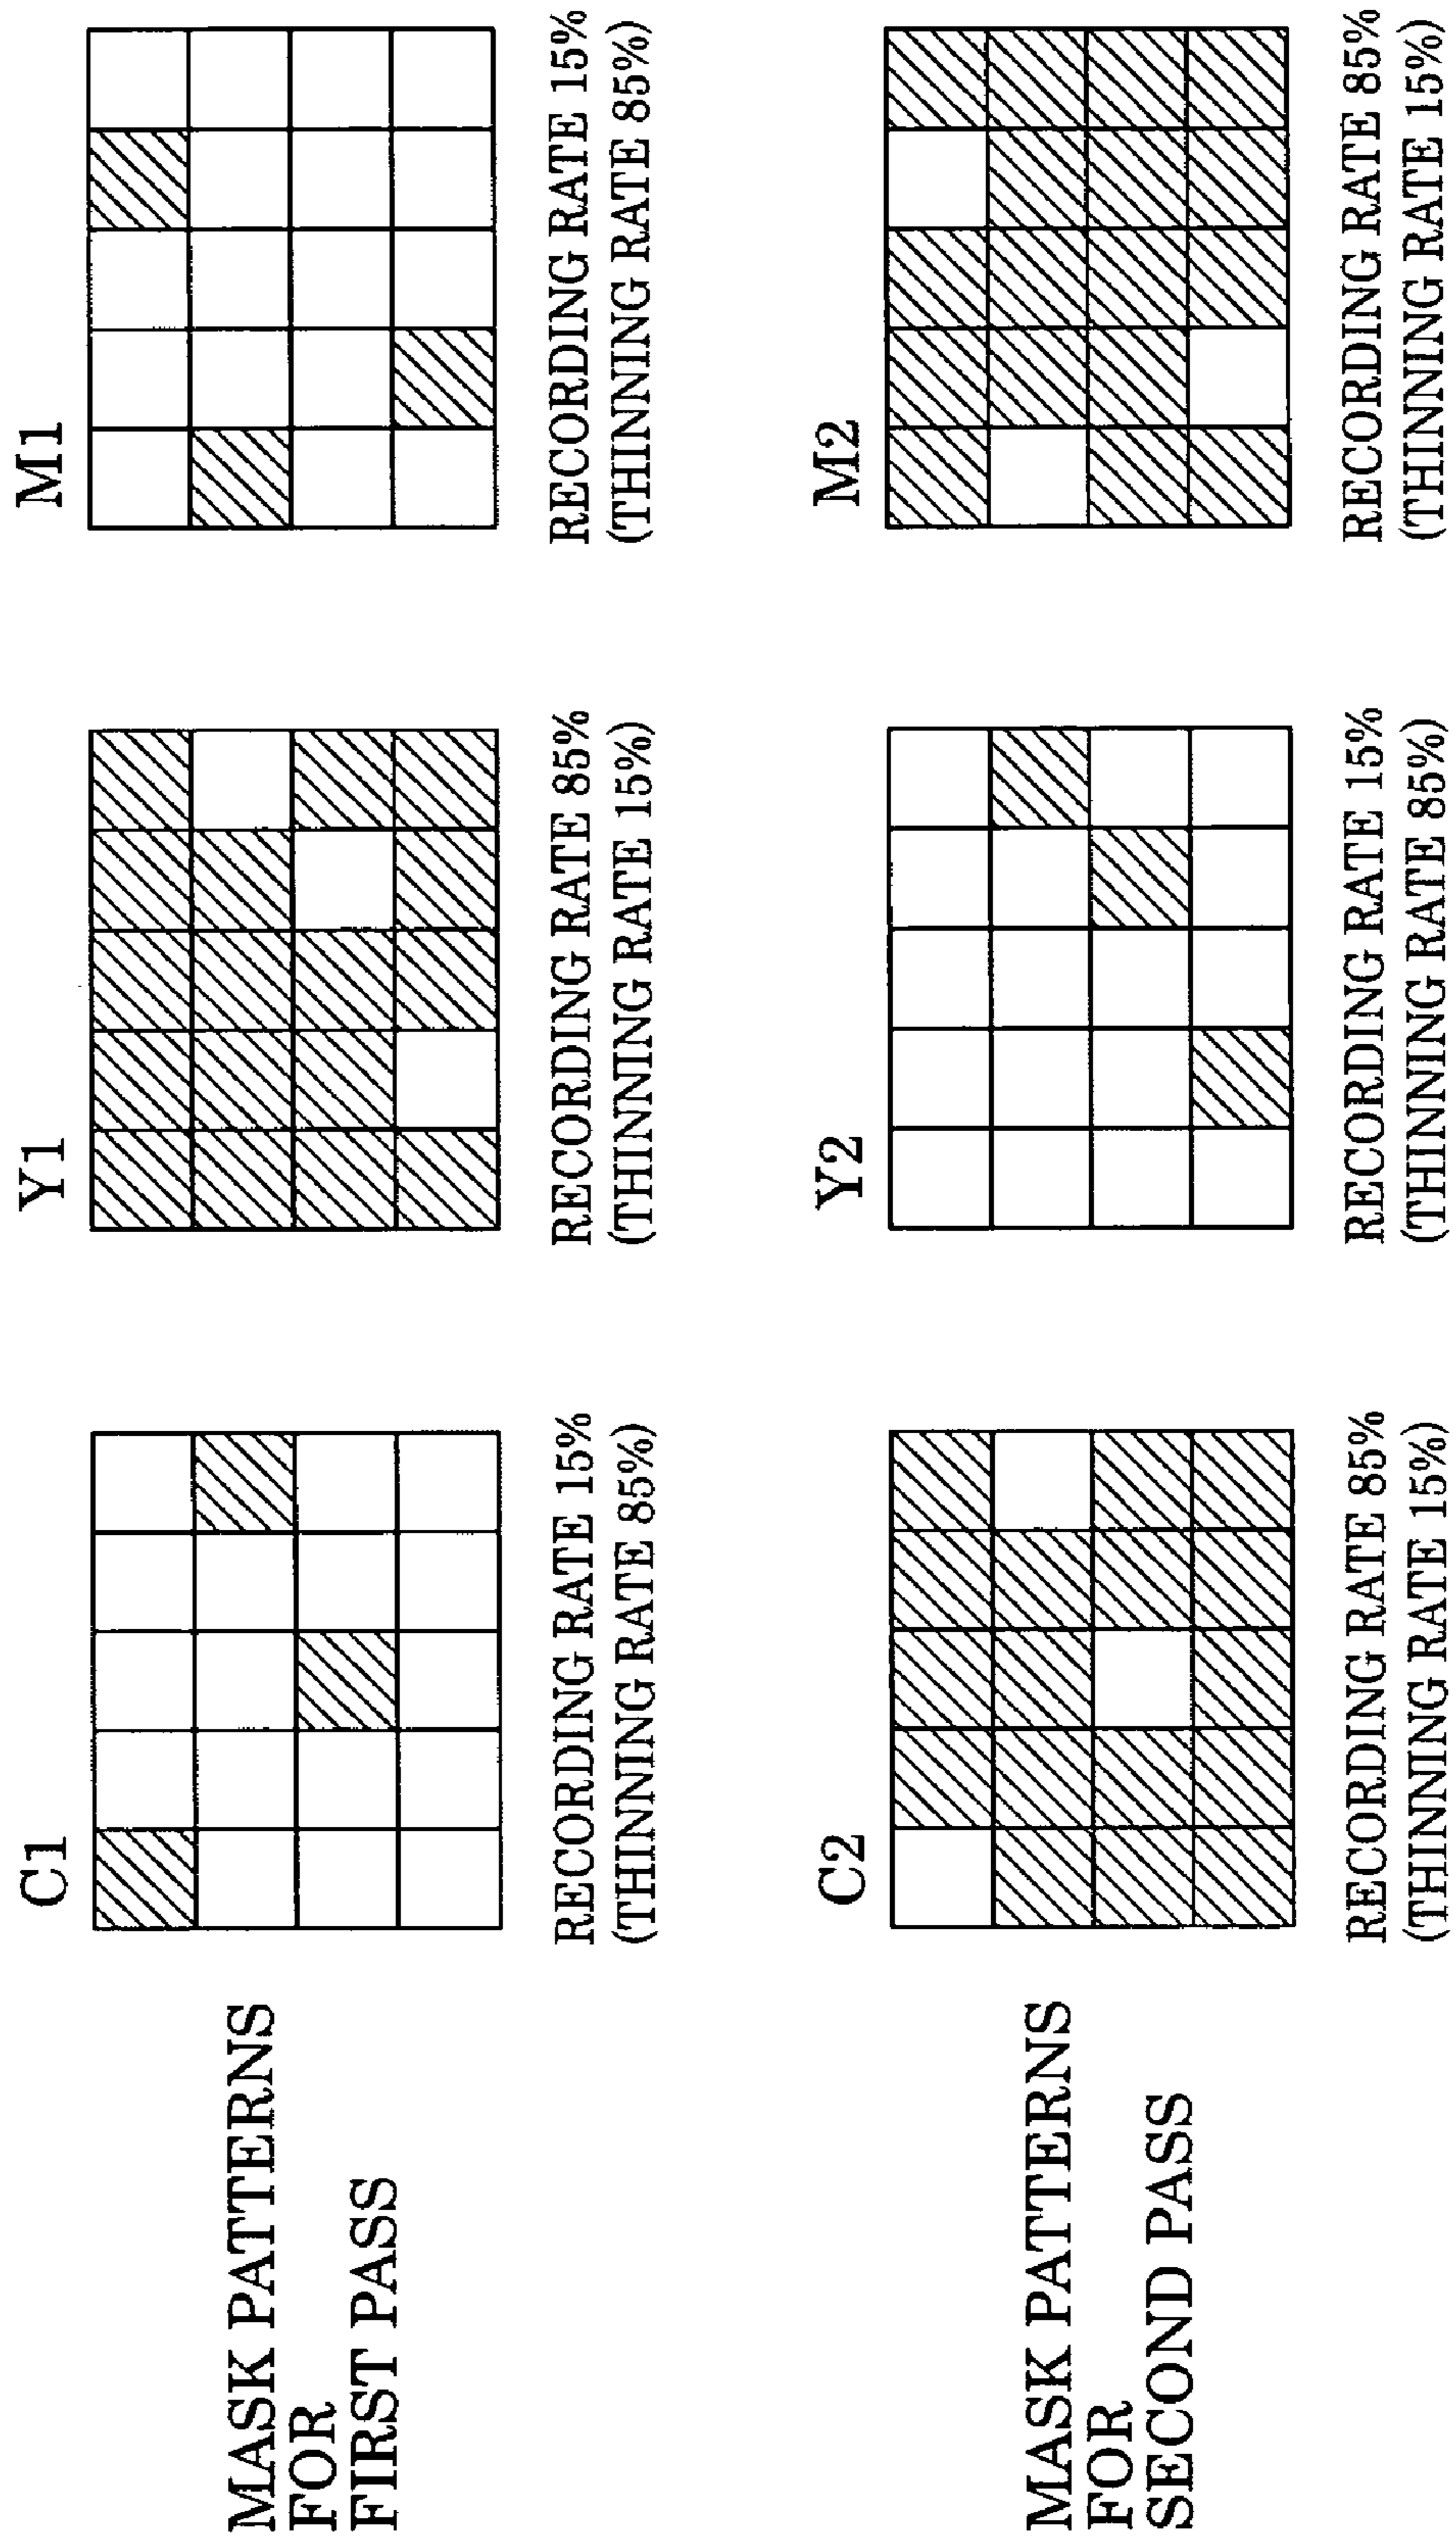 MASK PATTERNS
FOR
FIRST PASS
C1
RECORDING RATE 15%
(THINNING RATE 85%)
Y1
RECORDING RATE 85%
(THINNING RATE 15%)
M1
RECORDING RATE 15%
(THINNING RATE 85%)
MASK PATTERNS
FOR
SECOND PASS
C2
RECORDING RATE 85%
(THINNING RATE 15%)
Y2
RECORDING RATE 15%
(THINNING RATE 85%)
M2
RECORDING RATE 85%
(THINNING RATE 15%)